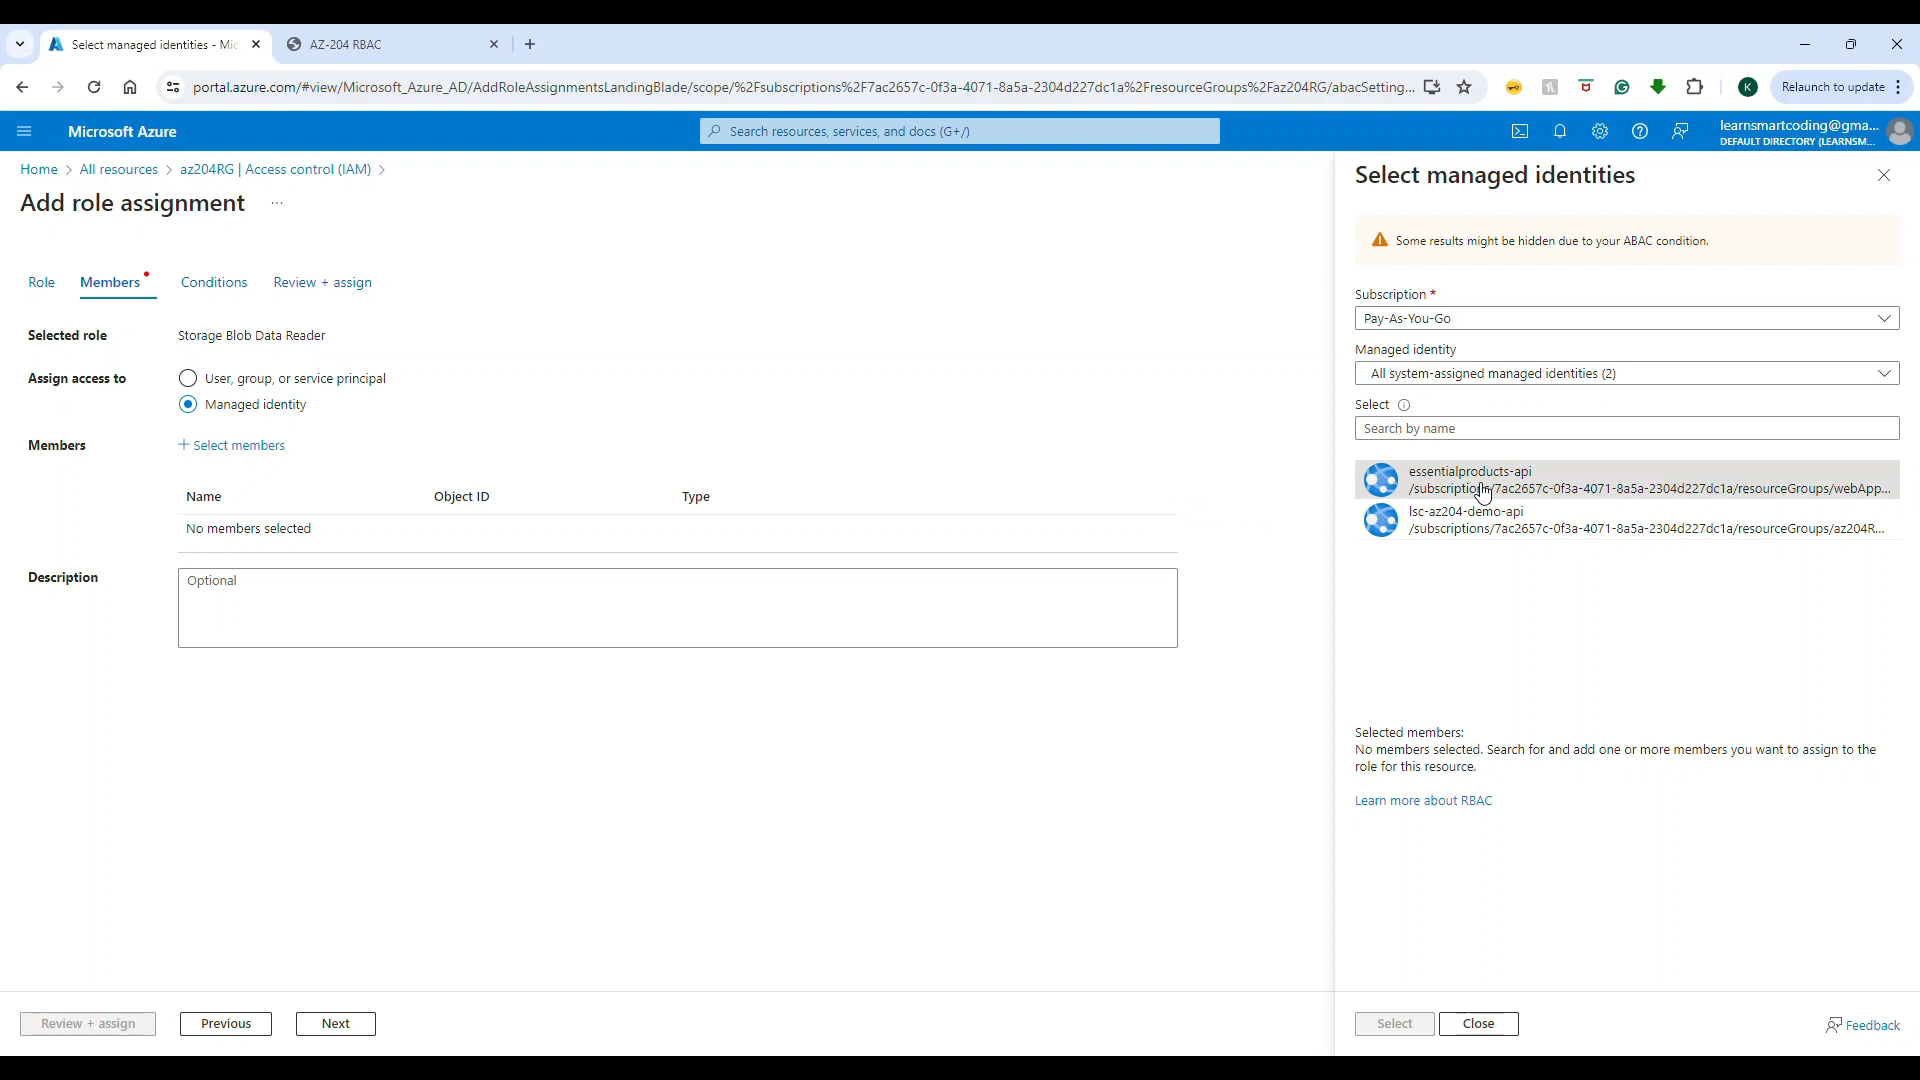 Select managed identities - Mic
AZ-204 RBAC
portal.azure.com/#view/Microsoft_Azure_AD/AddRoleAssignmentsLandingBlade/scope/%2Fsubscriptions%2F7ac2657c-0f3a-4071-8a5a-2304d227dc1a%2FresourceGroups%2Faz204RG/abacSetting...
K
Relaunch to update
Microsoft Azure
Search resources, services, and docs (G+/)
learnsmartcoding@gma...
DEFAULT DIRECTORY (LEARNSM...
Home > All resources > az204RG | Access control (IAM) >
Add role assignment ...
Role Members Conditions Review + assign
Selected role Storage Blob Data Reader
Assign access to User, group, or service principal
Managed identity
Members + Select members
Name Object ID Type
No members selected
Description Optional
Review + assign Previous Next
Select managed identities
Some results might be hidden due to your ABAC condition.
Subscription *
Pay-As-You-Go
Managed identity
All system-assigned managed identities (2)
Select
Search by name
essentialproducts-api
/subscriptions/7ac2657c-0f3a-4071-8a5a-2304d227dc1a/resourceGroups/webApp...
lsc-az204-demo-api
/subscriptions/7ac2657c-0f3a-4071-8a5a-2304d227dc1a/resourceGroups/az204R...
Selected members:
No members selected. Search for and add one or more members you want to assign to the
role for this resource.
Learn more about RBAC
Select Close
Feedback